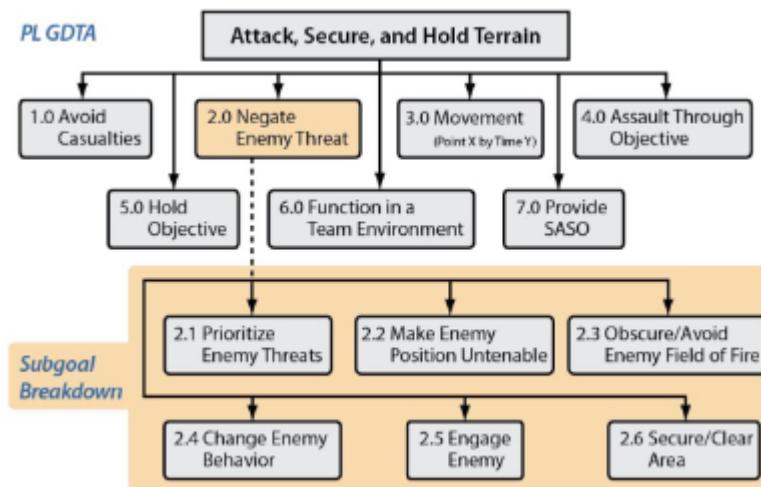 PL GDTA
Attack, Secure, and Hold Terrain
1.0 Avoid
Casualties
2.0 Negate
Enemy Threat
3.0 Movement
(Point X by Time Y)
4.0 Assault Through
Objective
5.0 Hold
Objective
6.0 Function in a
Team Environment
7.0 Provide
SASO
Subgoal
Breakdown
2.1 Prioritize
Enemy Threats
2.2 Make Enemy
Position Untenable
2.3 Obscure/Avoid
Enemy Field of Fire
2.4 Change Enemy
Behavior
2.5 Engage
Enemy
2.6 Secure/Clear
Area